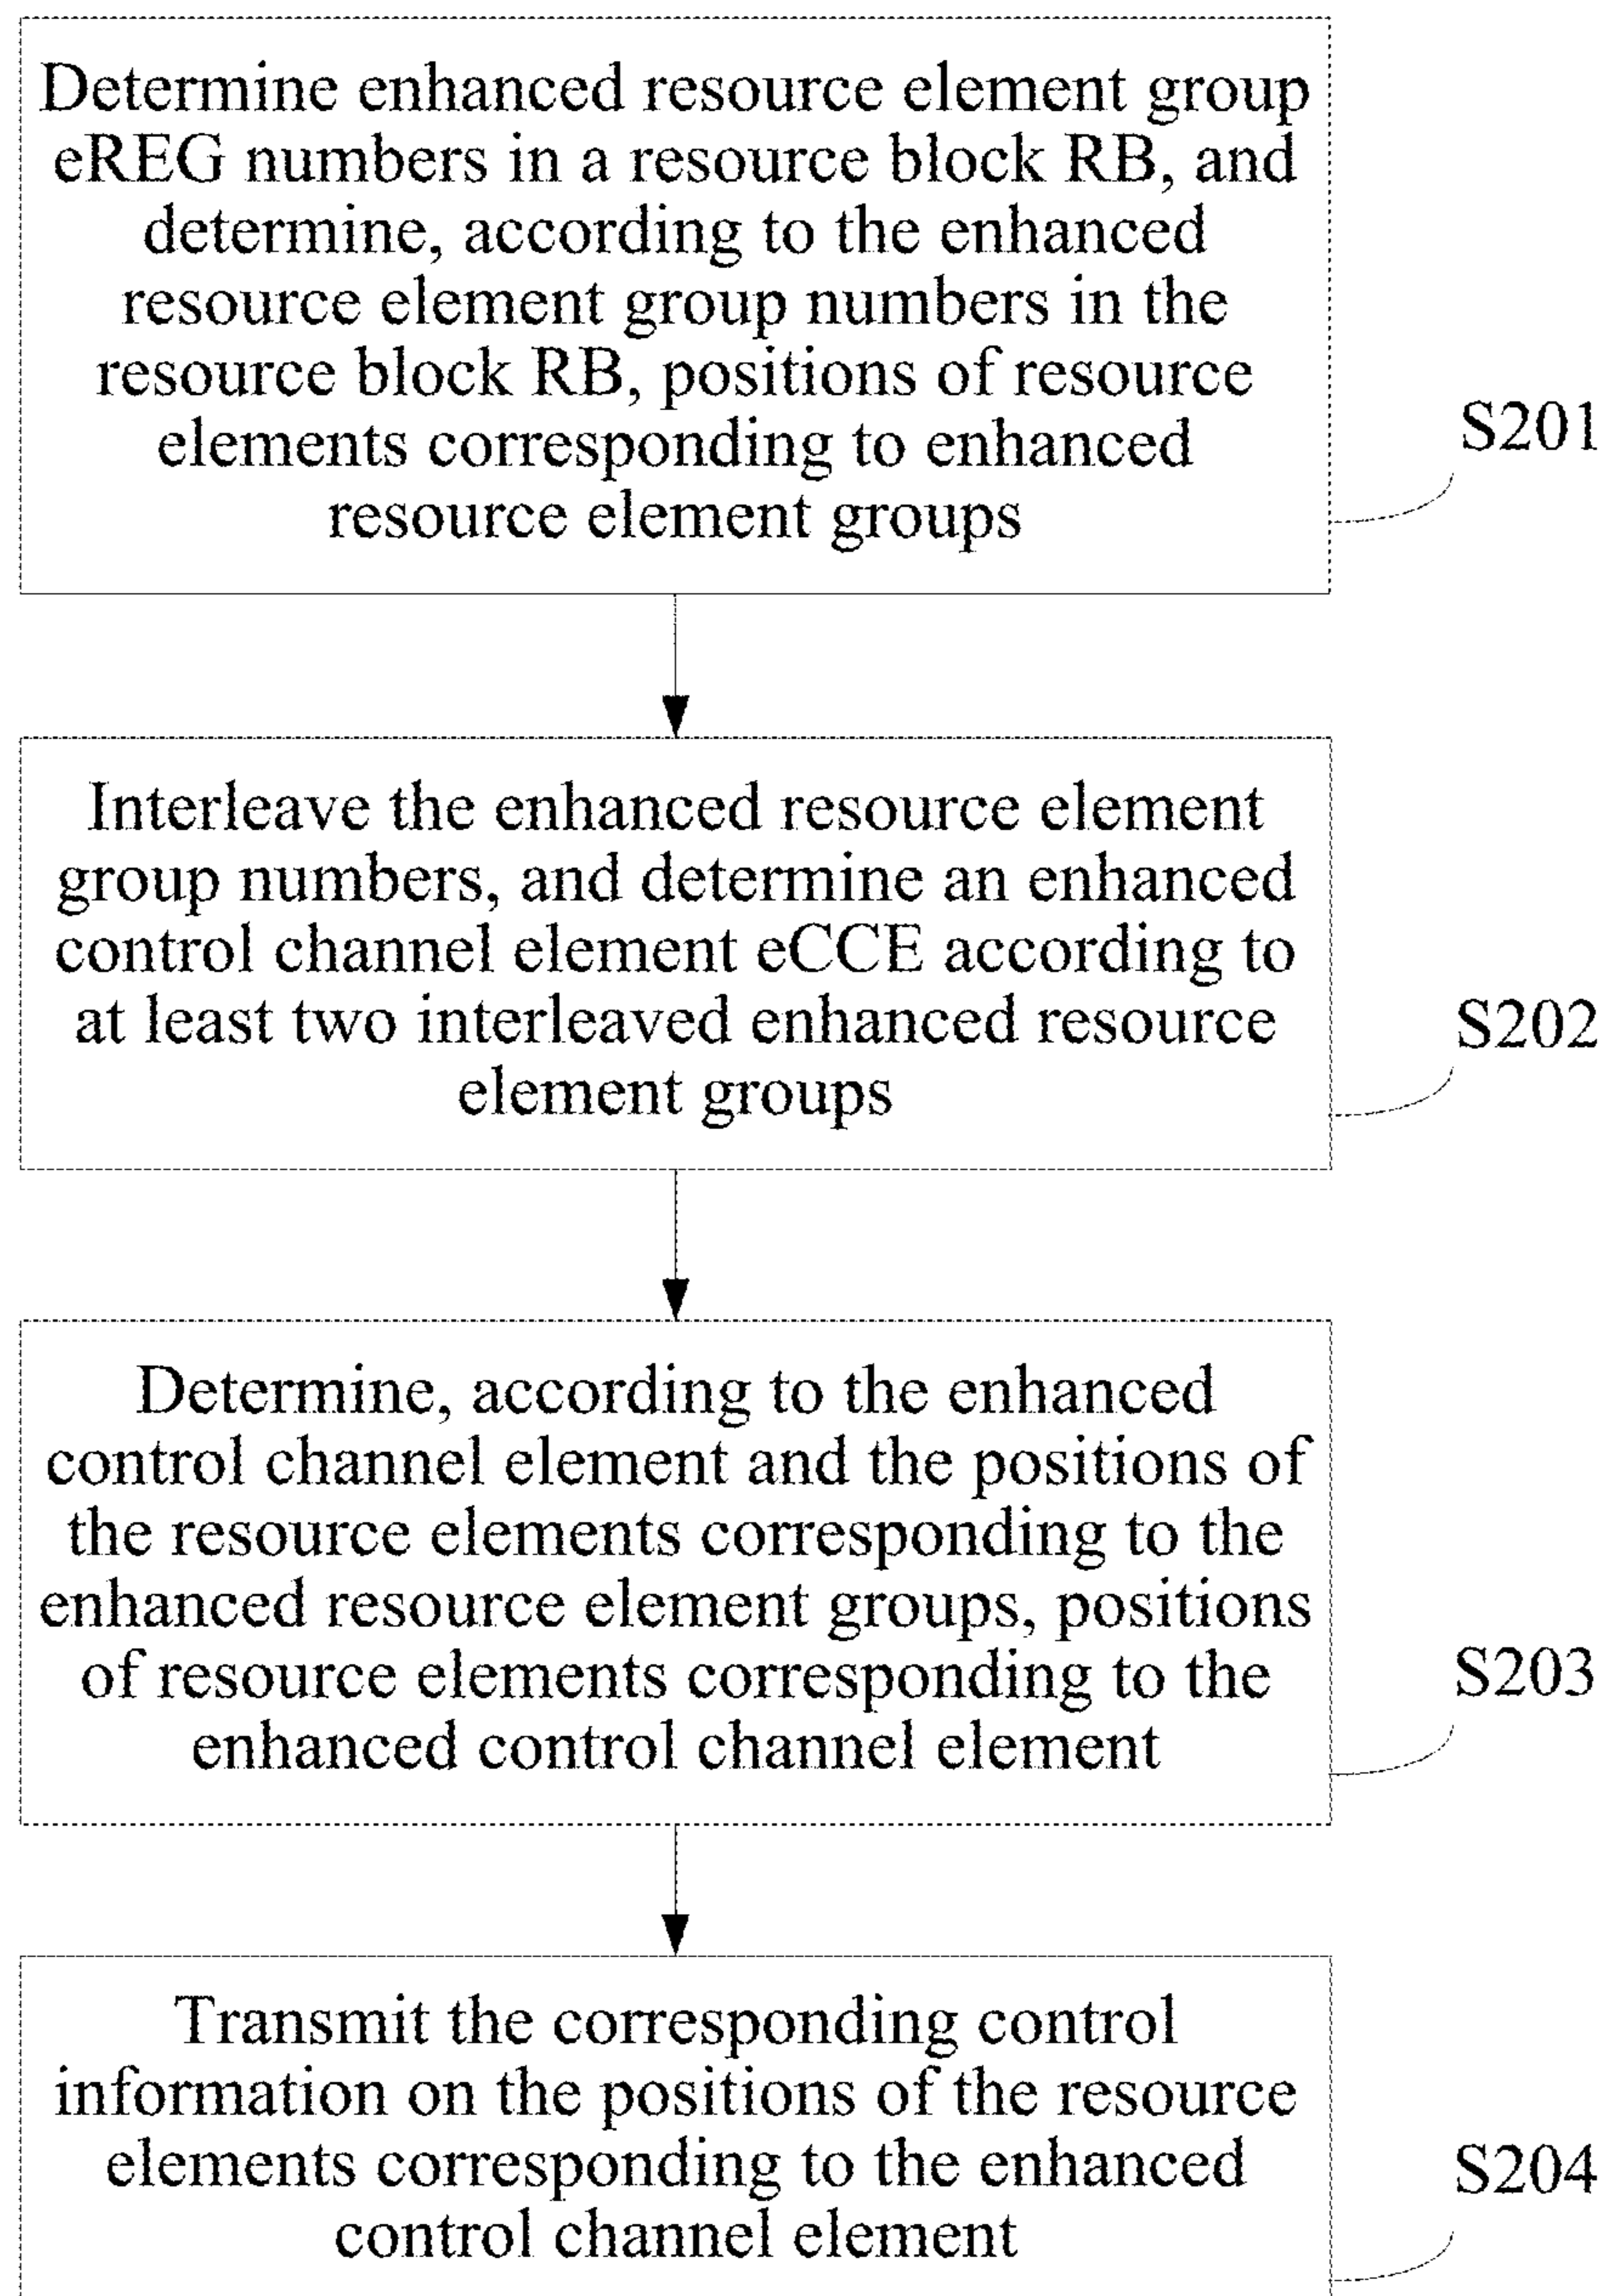 Determine enhanced resource element group
eREG numbers in a resource block RB, and
determine, according to the enhanced
resource element group numbers in the
resource block RB, positions of resource
elements corresponding to enhanced
resource element groups
S201
Interleave the enhanced resource element
group numbers, and determine an enhanced
control channel element eCCE according to
at least two interleaved enhanced resource
element groups
S202
Determine, according to the enhanced
control channel element and the positions of
the resource elements corresponding to the
enhanced resource element groups, positions
of resource elements corresponding to the
enhanced control channel element
S203
Transmit the corresponding control
information on the positions of the resource
elements corresponding to the enhanced
control channel element
S204